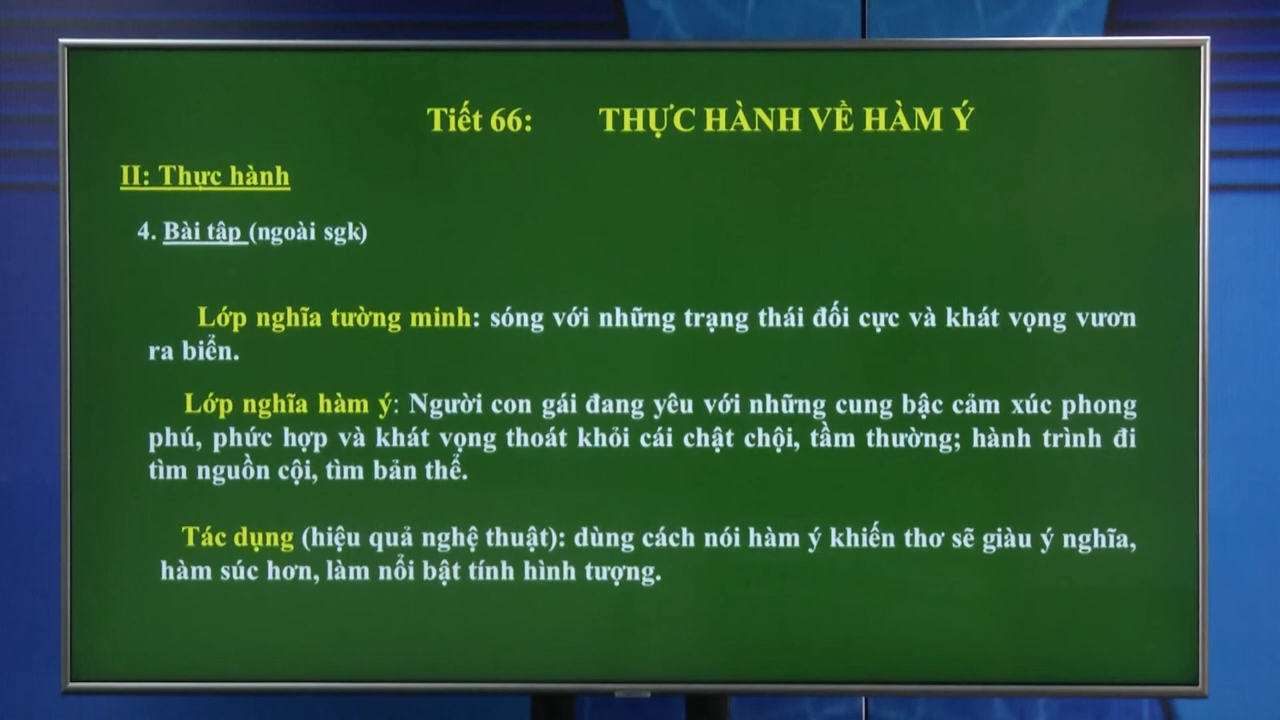 Tiết 66: THỰC HÀNH VỀ HÀM Ý
II: Thực hành
4. Bài tập (ngoài sgk)
Lớp nghĩa tường minh: sóng với những trạng thái đối cực và khát vọng vươn
ra biển.
Lớp nghĩa hàm ý: Người con gái đang yêu với những cung bậc cảm xúc phong
phú, phức hợp và khát vọng thoát khỏi cái chật chội, tầm thường; hành trình đi
tìm nguồn cội, tìm bản thể.
Tác dụng (hiệu quả nghệ thuật): dùng cách nói hàm ý khiến thơ sẽ giàu ý nghĩa,
hàm súc hơn, làm nổi bật tính hình tượng.